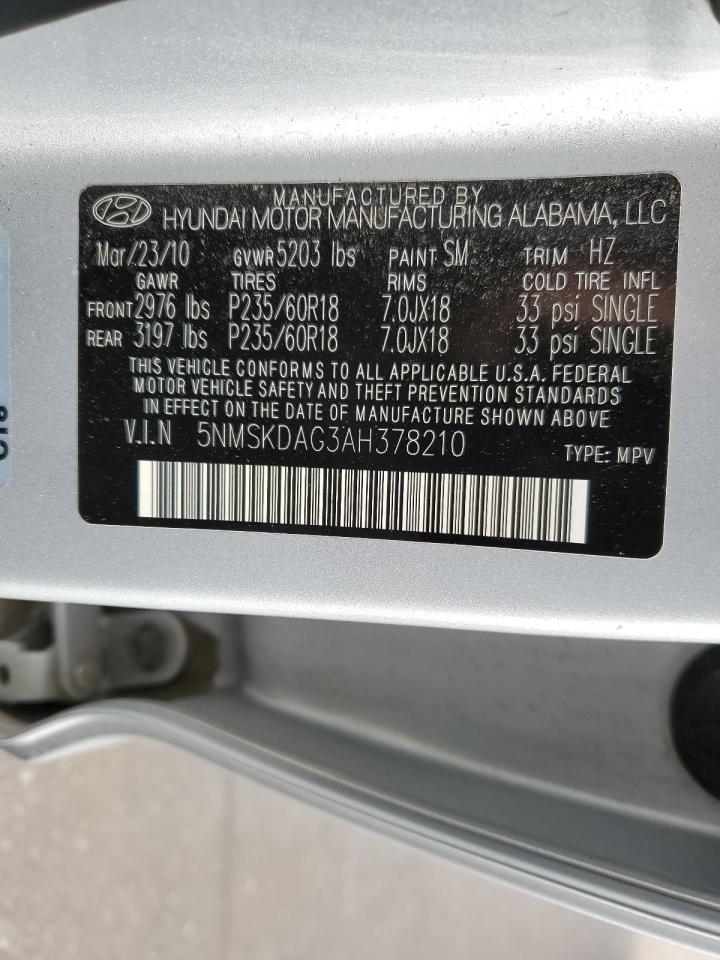 MANUFACTURED BY
HYUNDAI MOTOR MANUFACTURING ALABAMA, LLC
Mar/23/10 GVWR 5203 lbs PAINT SM TRIM HZ
GAWR TIRES RIMS COLD TIRE INFL
FRONT 2976 lbs P235/60R18 7.0JX18 33 psi SINGLE
REAR 3197 lbs P235/60R18 7.0JX18 33 psi SINGLE
THIS VEHICLE CONFORMS TO ALL APPLICABLE U.S.A. FEDERAL
MOTOR VEHICLE SAFETY AND THEFT PREVENTION STANDARDS
IN EFFECT ON THE DATE OF MANUFACTURE SHOWN ABOVE
V.I.N 5NMSKDAG3AH378210 TYPE: MPV